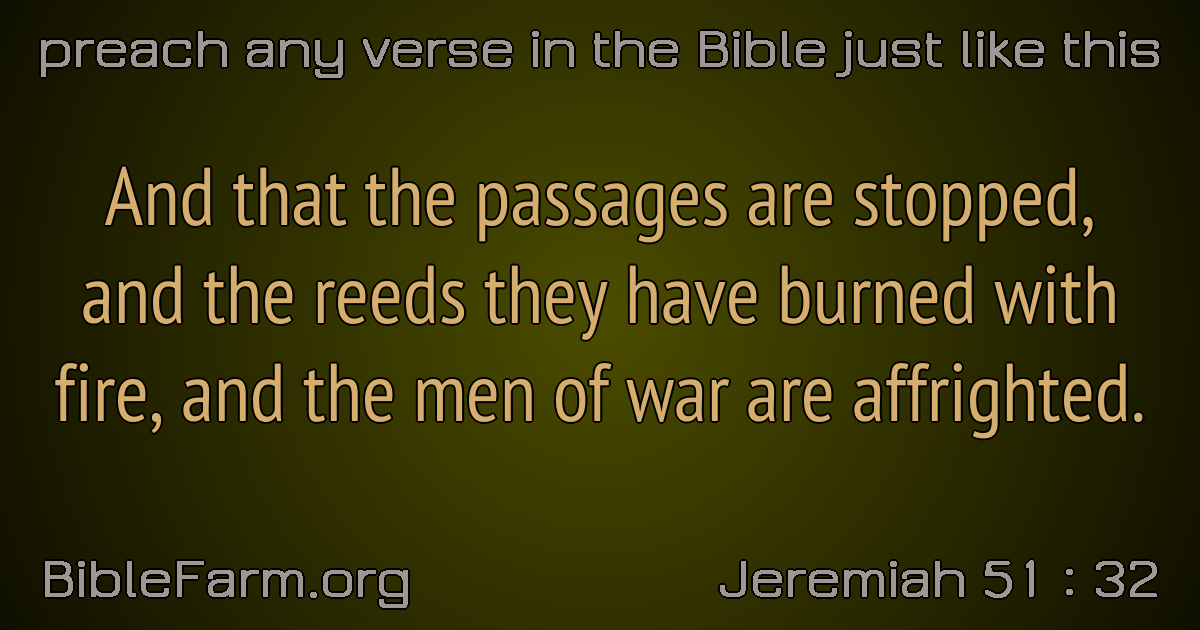 preach any verse in the Bible just like this
And that the passages are stopped,
and the reeds they have burned with
fire, and the men of war are affrighted.
BibleFarm.org
Jeremiah 51 : 32